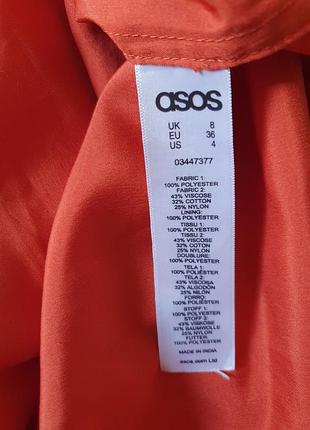 asos
UK 8
EU 36
US 4
03447377
FABRIC 1:
100% POLYESTER
FABRIC 2:
43% VISCOSE
32% COTTON
25% NYLON
LINING:
100% POLYESTER
TISSU 1:
100% POLYESTER
TISSU 2:
43% VISCOSE
32% COTON
25% NYLON
DOUBLURE:
100% POLYESTER
TELA 1:
100% POLIÉSTER
TELA 2:
43% VISCOSA
32% ALGODÓN
25% NILÓN
FORRO:
100% POLIÉSTER
STOFF 1:
100% POLYESTER
STOFF 2:
43% VISKOSE
32% BAUMWOLLE
25% NYLON
FUTTER:
100% POLYESTER
MADE IN INDIA
asos.com Ltd